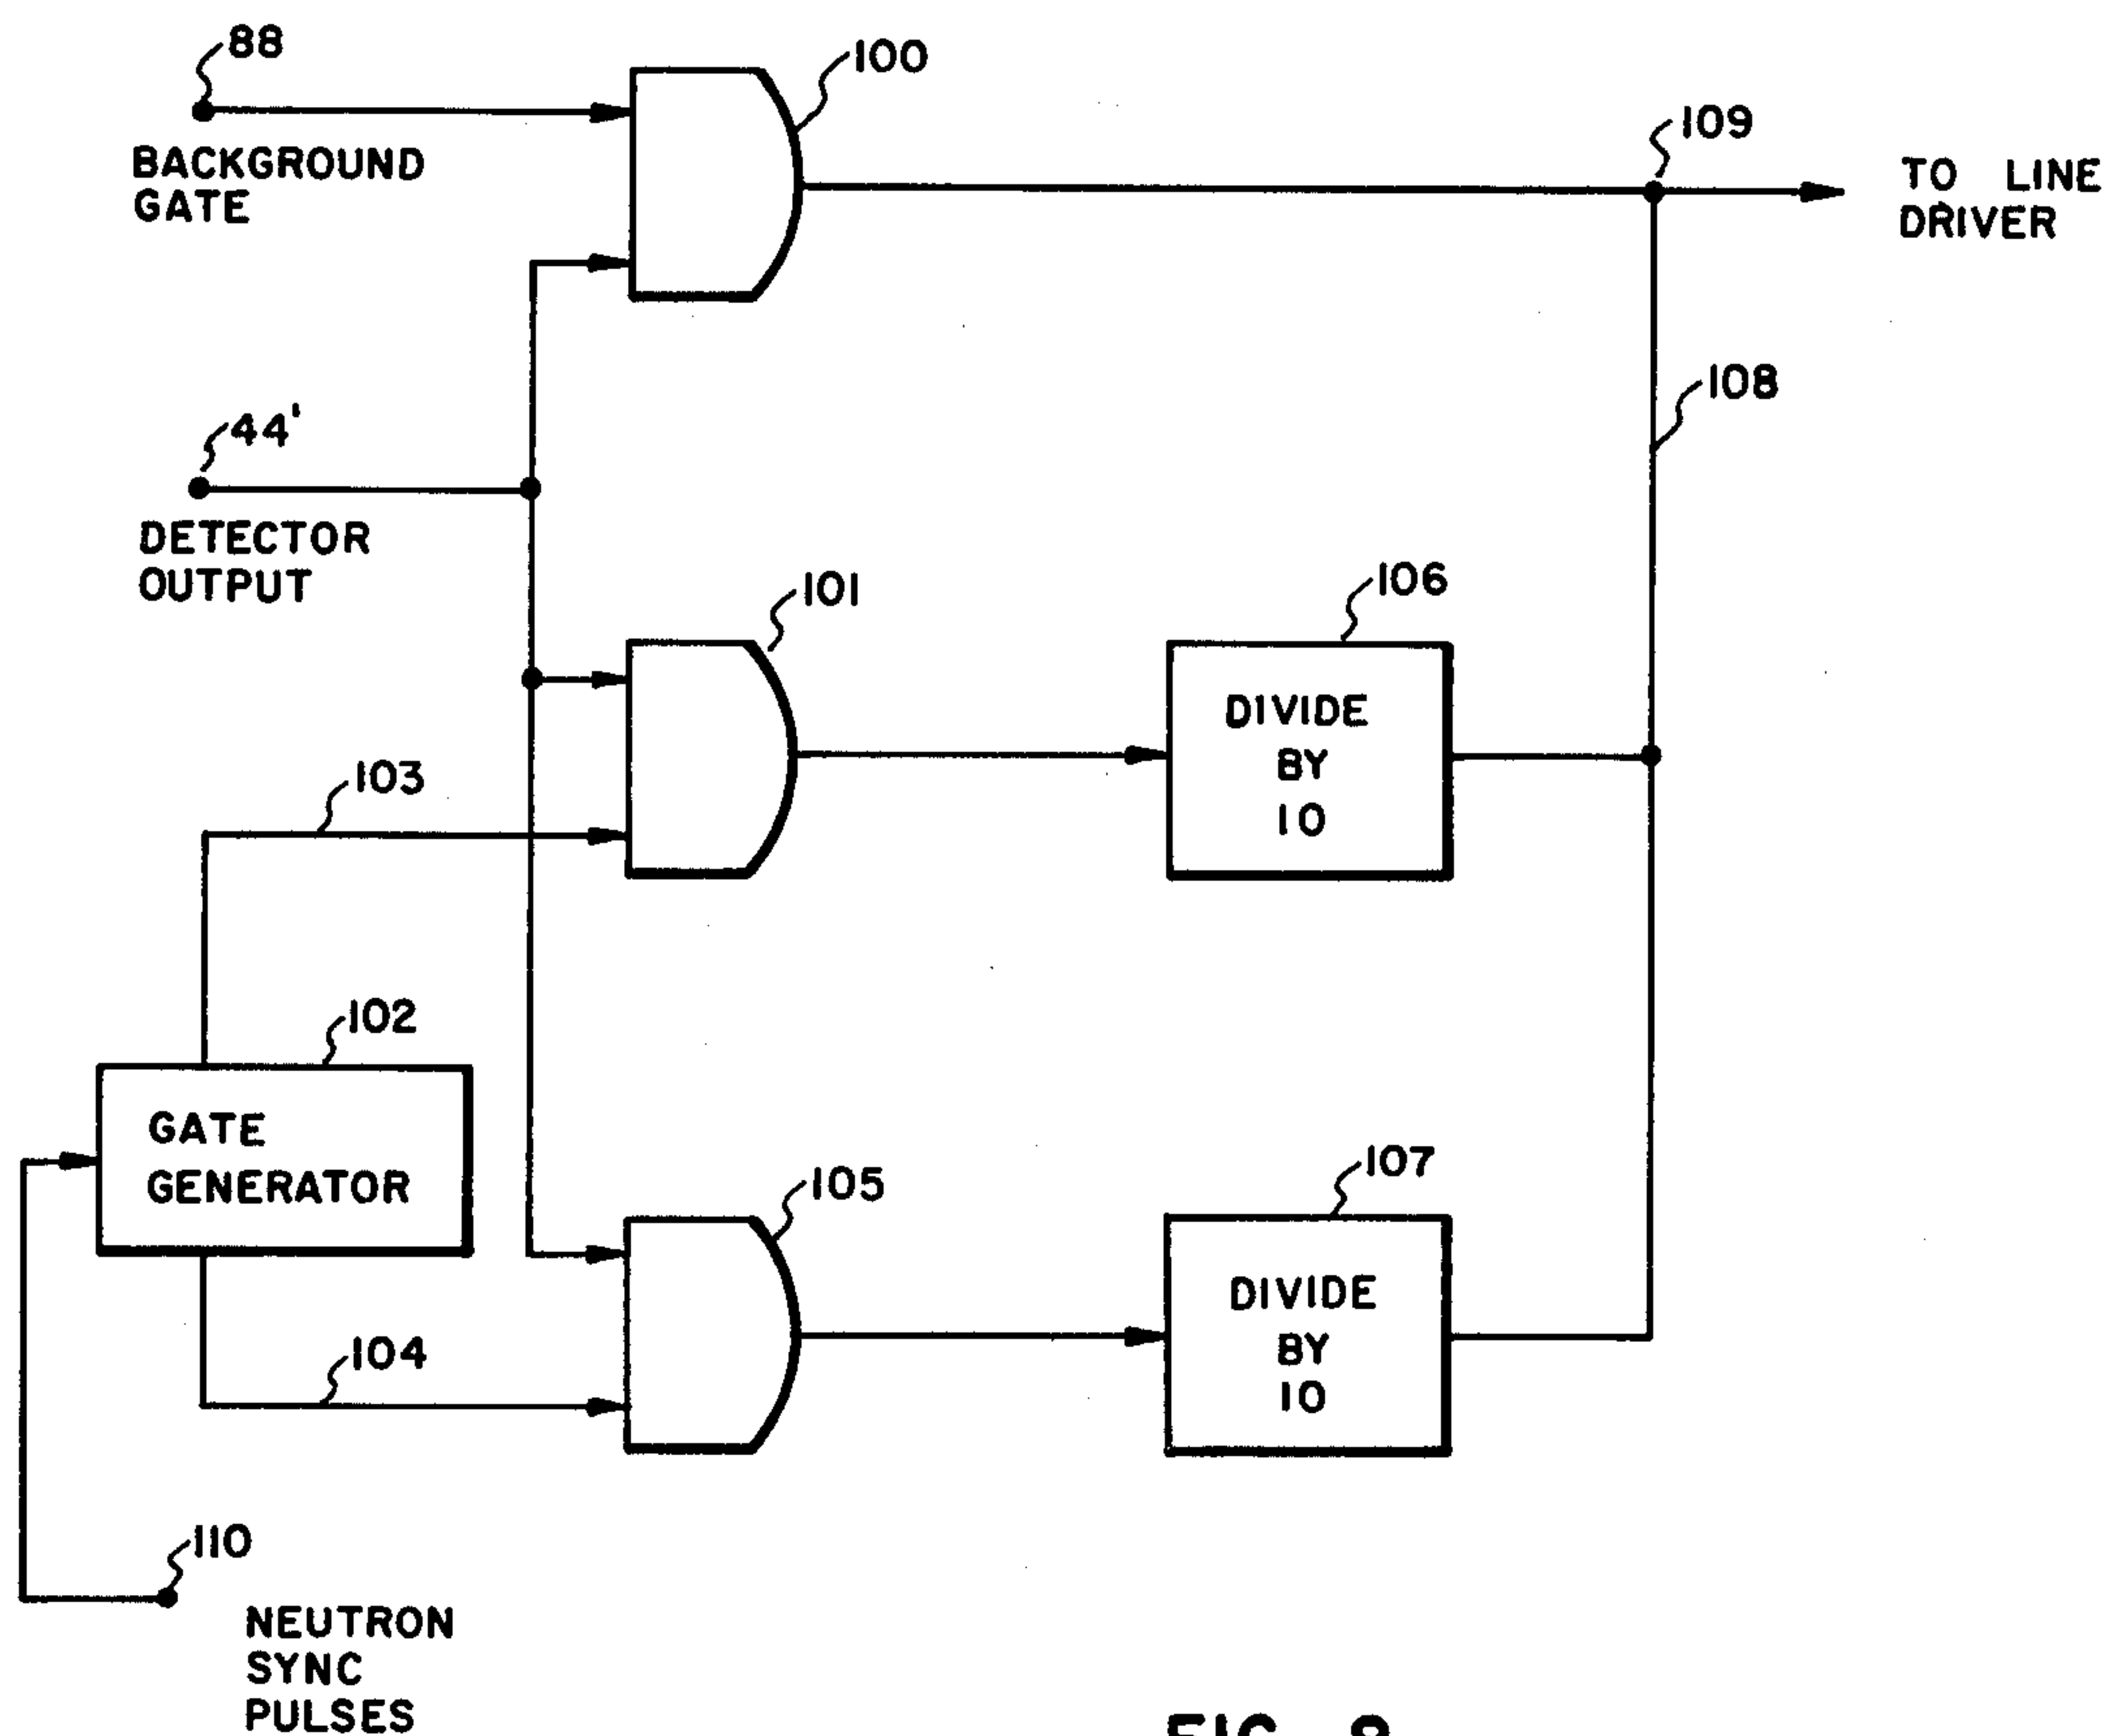 88
100
BACKGROUND
GATE
109
TO LINE
DRIVER
108
44'
DETECTOR
OUTPUT
101
106
DIVIDE
BY
10
103
102
GATE
GENERATOR
105
107
DIVIDE
BY
10
104
110
NEUTRON
SYNC
PULSES